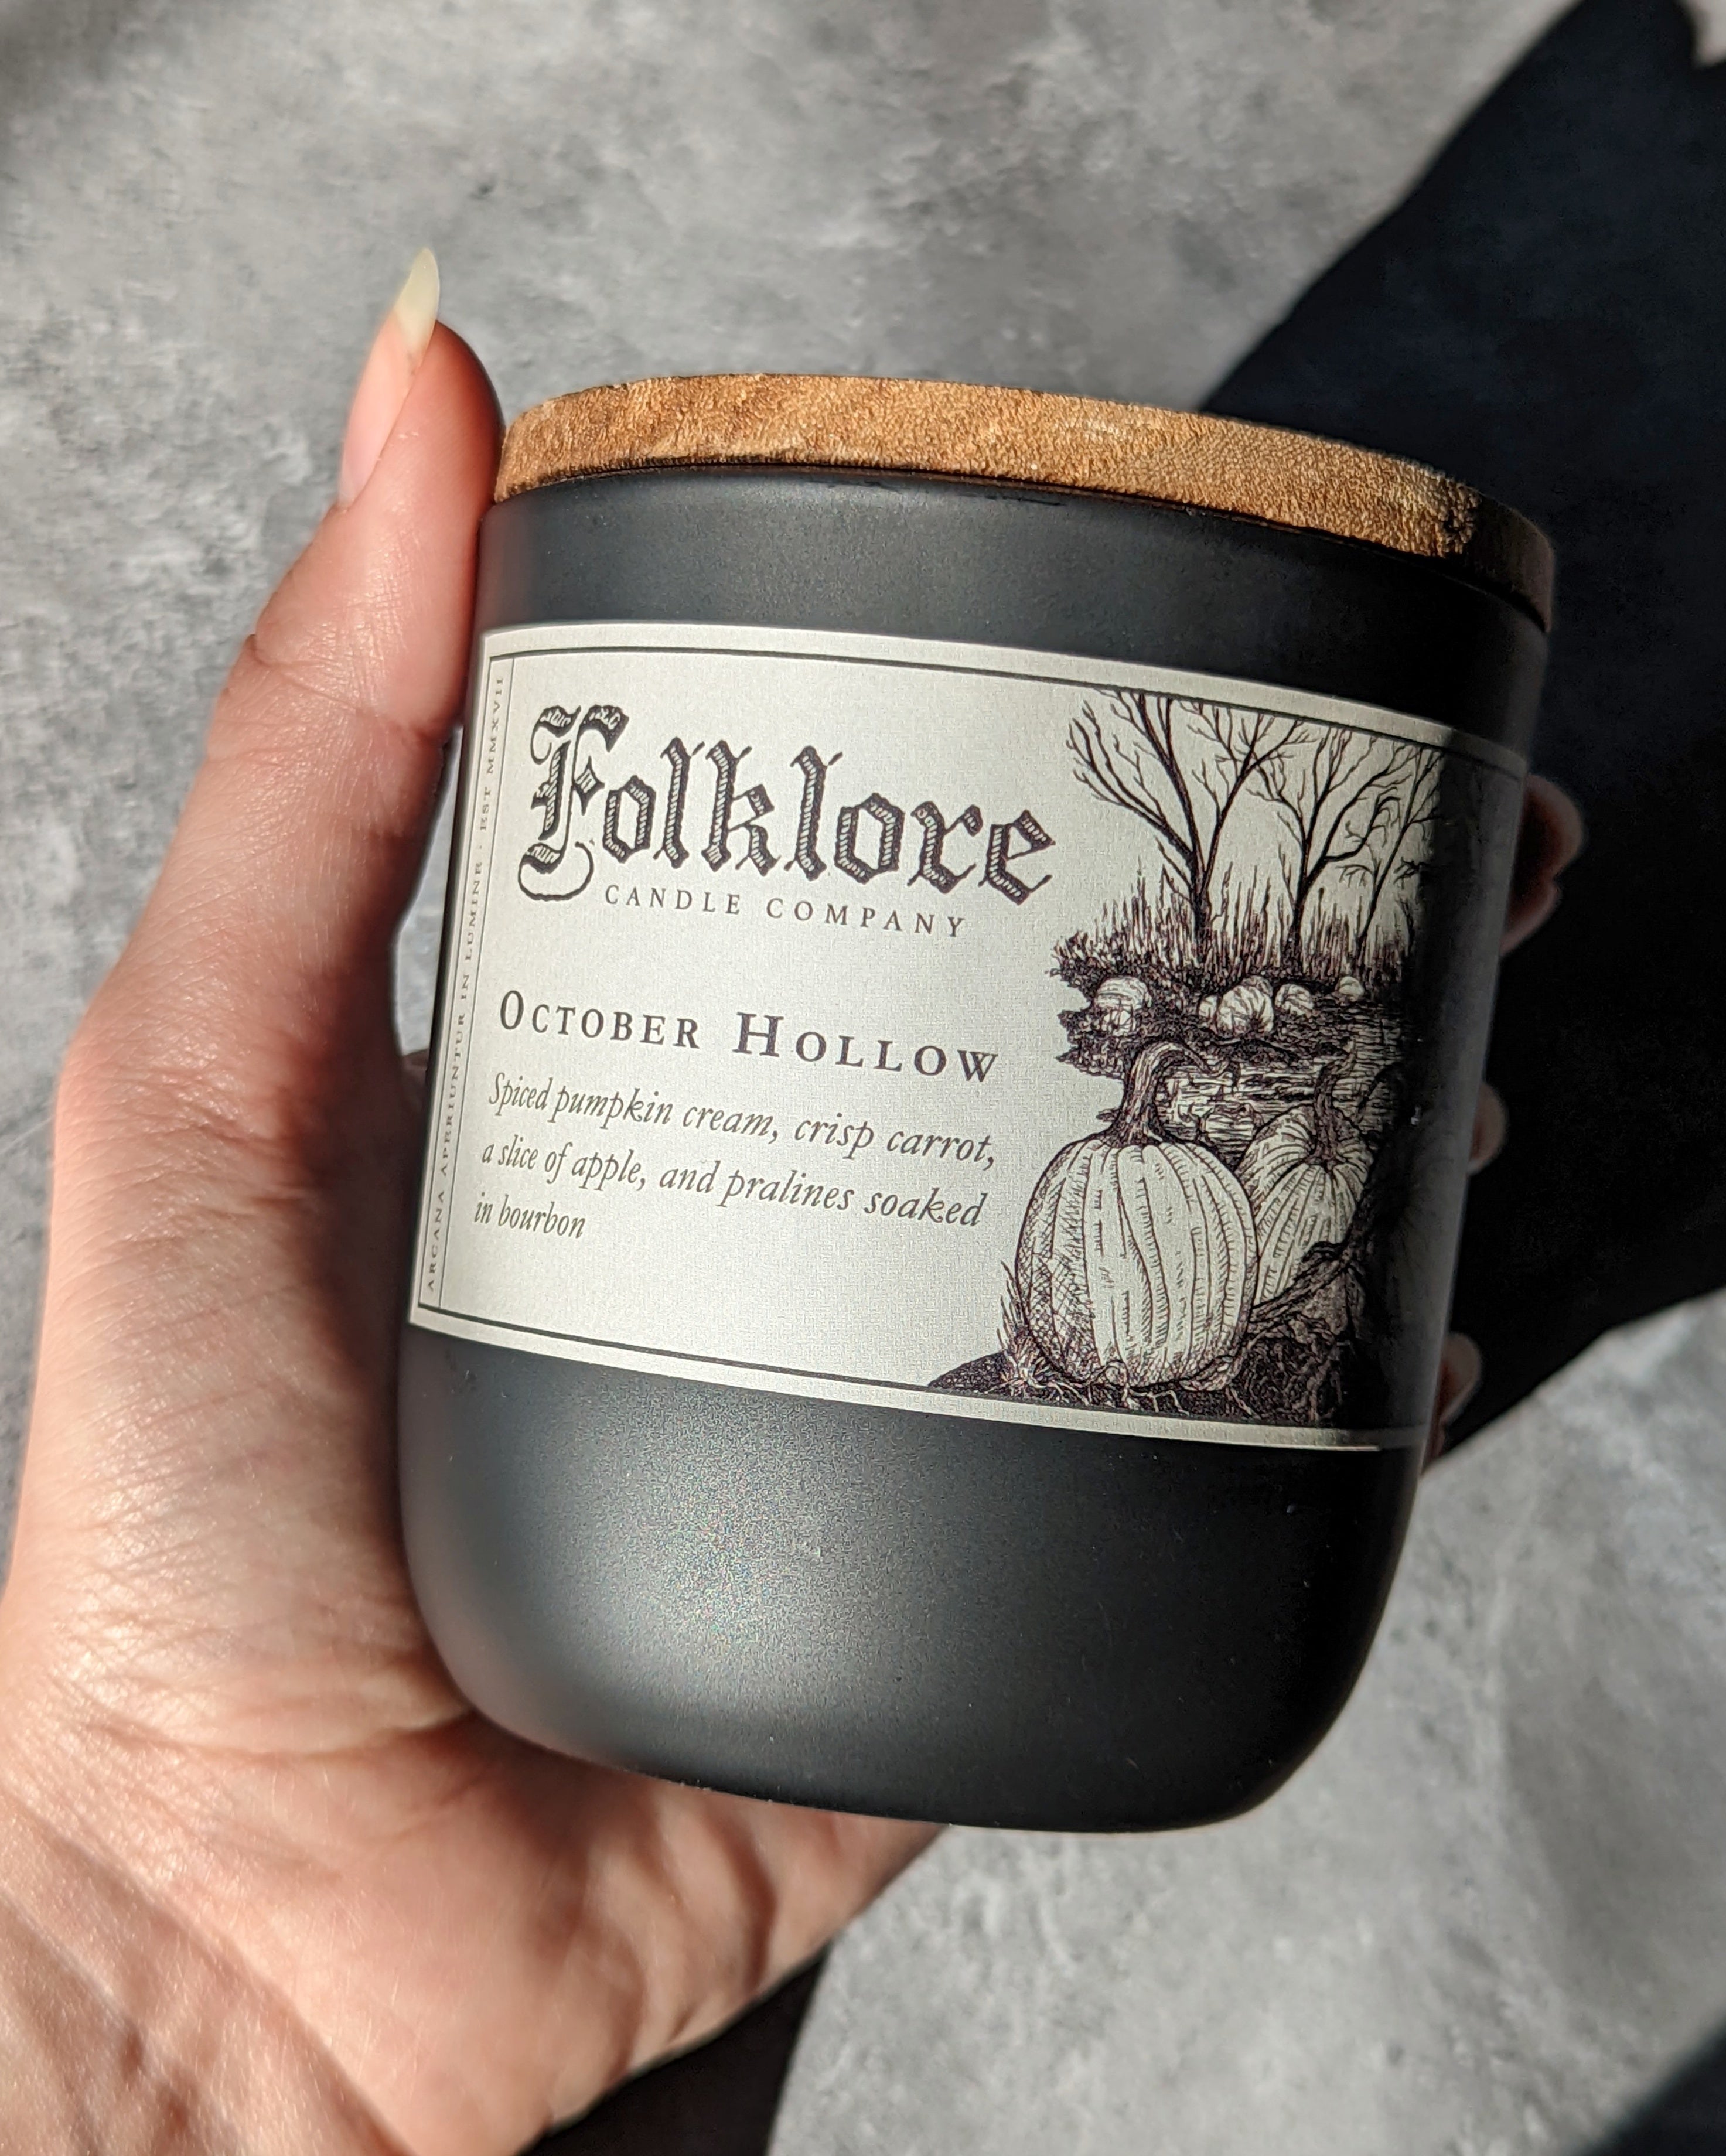 Folklore
CANDLE COMPANY
OCTOBER HOLLOW
Spiced pumpkin cream, crisp carrot,
a slice of apple, and pralines soaked
in bourbon
ARCANA APERIUNTUR IN LUMINE · EST MMXVII